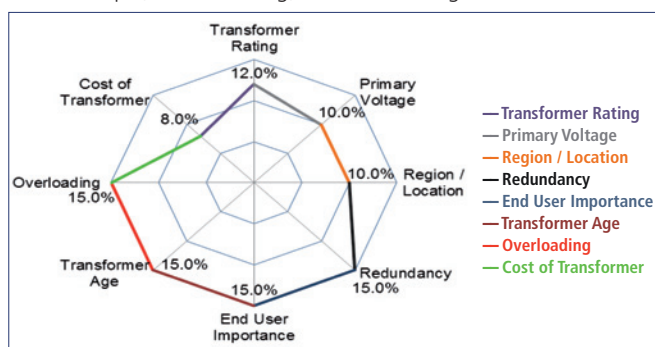 Transformer
Rating
12.0%
Cost of
Transformer
8.0%
Primary
Voltage
10.0%
Overloading
15.0%
10.0%
Region /
Location
Transformer
Age
15.0%
15.0%
End User
Importance
Redundancy
15.0%
Transformer Rating
Primary Voltage
Region / Location
Redundancy
End User Importance
Transformer Age
Overloading
Cost of Transformer